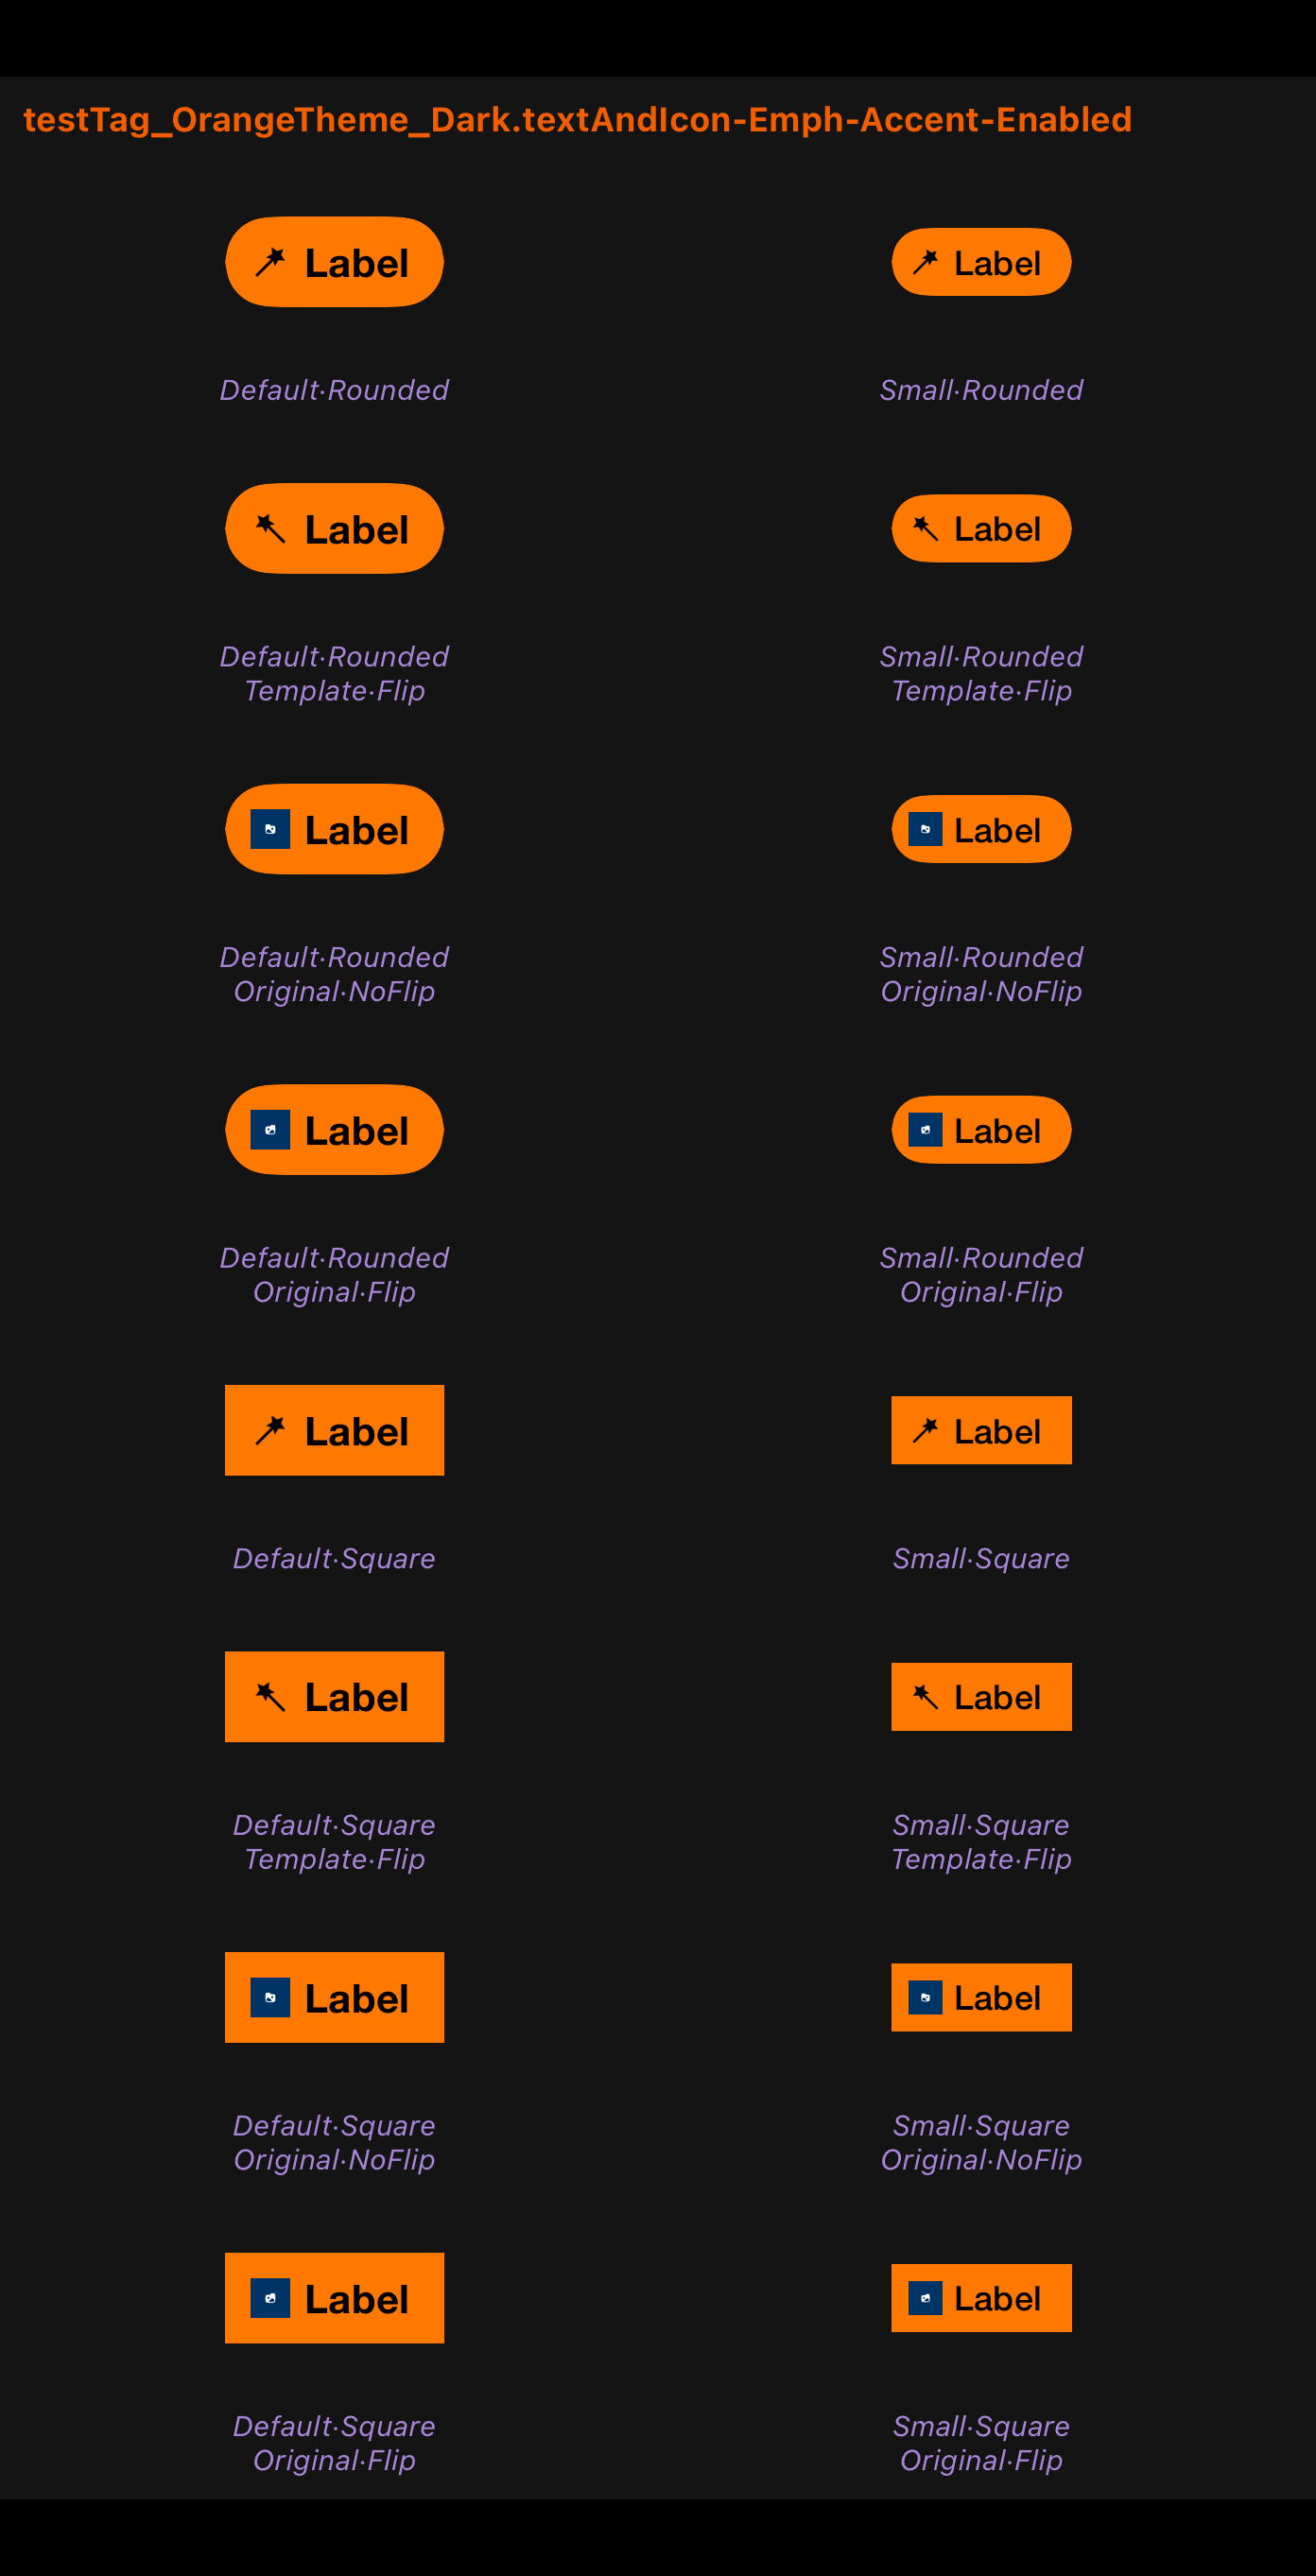 testTag_OrangeTheme_Dark.textAndIcon-Emph-Accent-Enabled
Label
Label
Default·Rounded
Small·Rounded
Label
Label
Default·Rounded
Template·Flip
Small·Rounded
Template·Flip
Label
Label
Default·Rounded
Original·NoFlip
Small·Rounded
Original·NoFlip
Label
Label
Default·Rounded
Original·Flip
Small·Rounded
Original·Flip
Label
Label
Default·Square
Small·Square
Label
Label
Default·Square
Template·Flip
Small·Square
Template·Flip
Label
Label
Default·Square
Original·NoFlip
Small·Square
Original·NoFlip
Label
Label
Default·Square
Original·Flip
Small·Square
Original·Flip